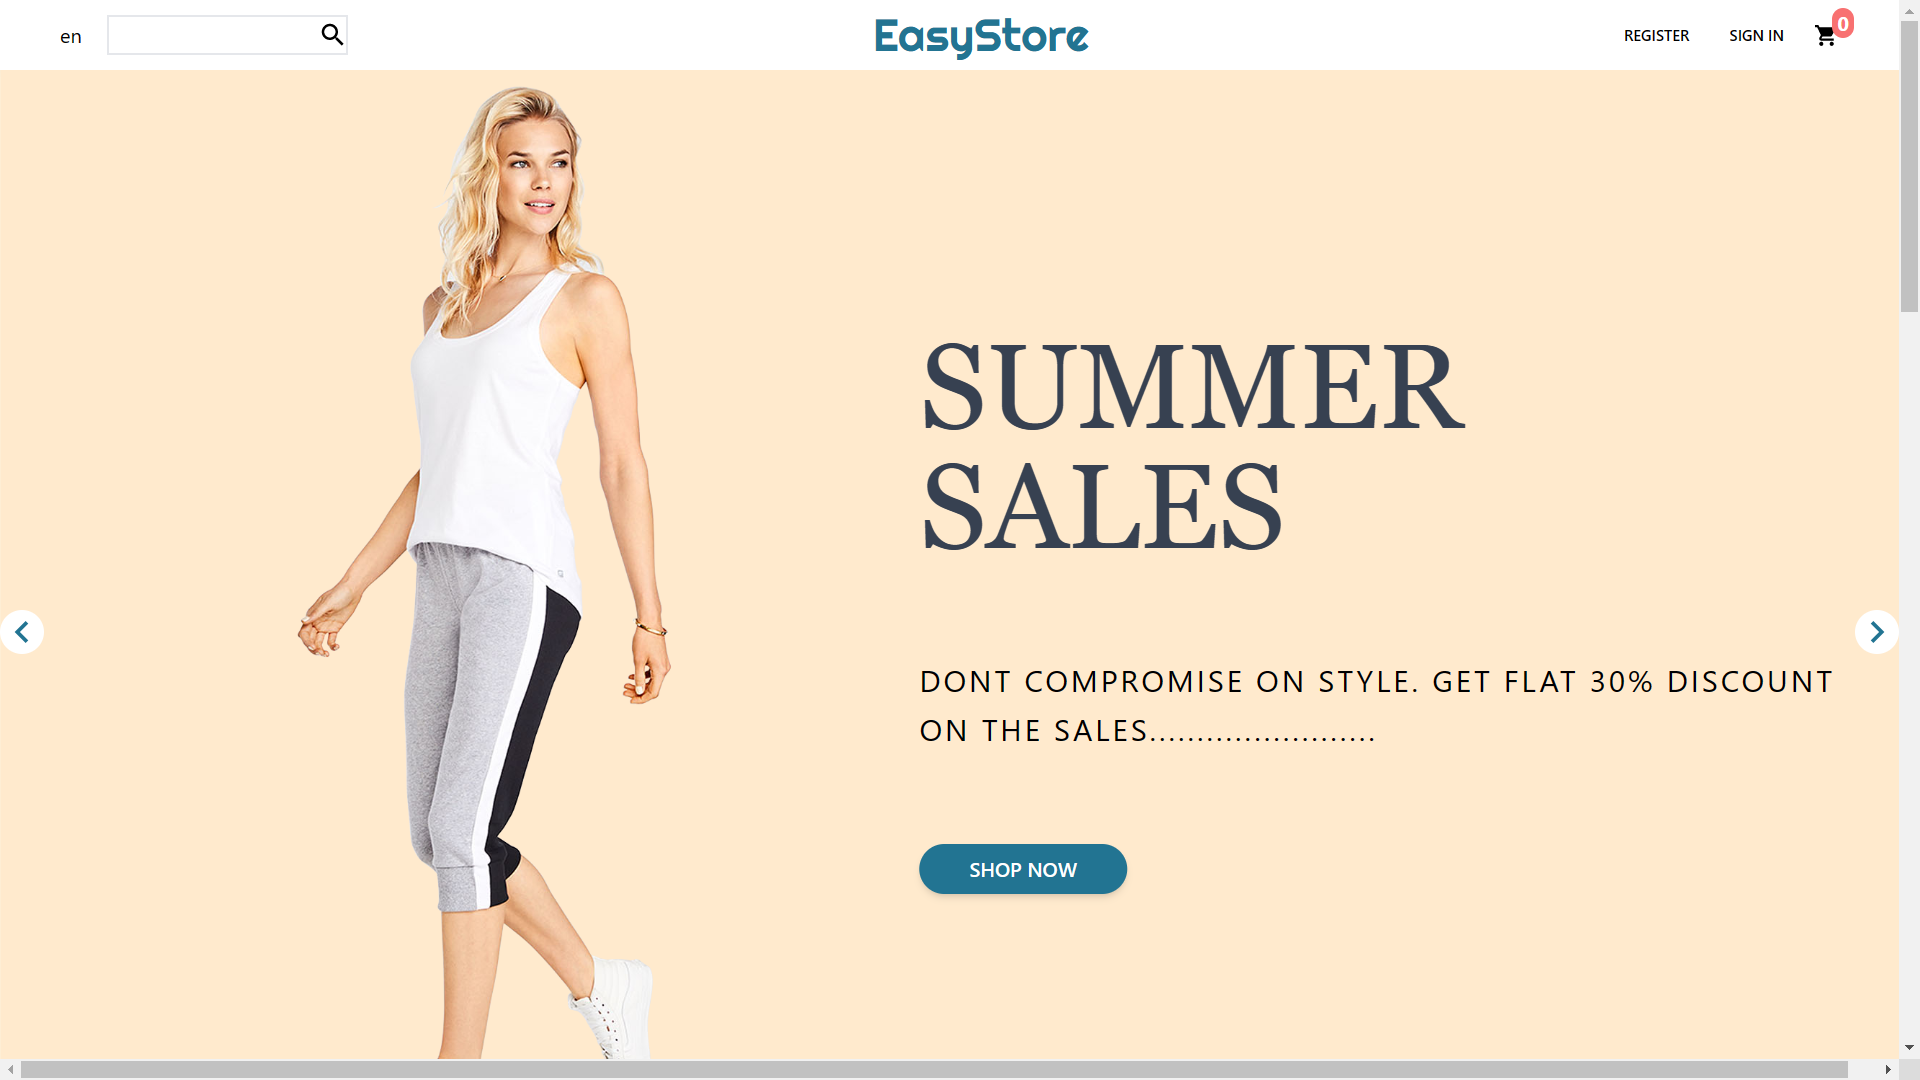 en
EasyStore
REGISTER
SIGN IN
0
SUMMER
SALES
DONT COMPROMISE ON STYLE. GET FLAT 30% DISCOUNT
ON THE SALES........................
SHOP NOW